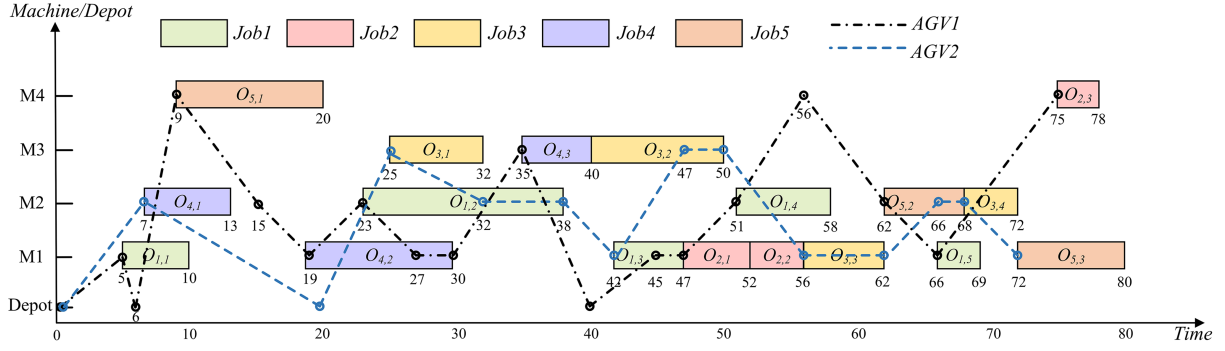 Machine/Depot
Job1 Job2 Job3 Job4 Job5 AGV1
AGV2
M4 O5,1 O2,3
9 20 56 75 78
M3 O3,1 O4,3 O3,2
25 32 35 40 47 50
M2 O4,1 O1,2 O1,4 O5,2 O3,4
7 13 15 23 32 38 51 58 62 66 68 72
M1 O1,1 O4,2 O1,3 O2,1 O2,2 O3,3 O1,5 O5,3
5 10 19 27 30 42 45 47 52 56 62 66 69 72 80
Depot
6
0 10 20 30 40 50 60 70 80 Time